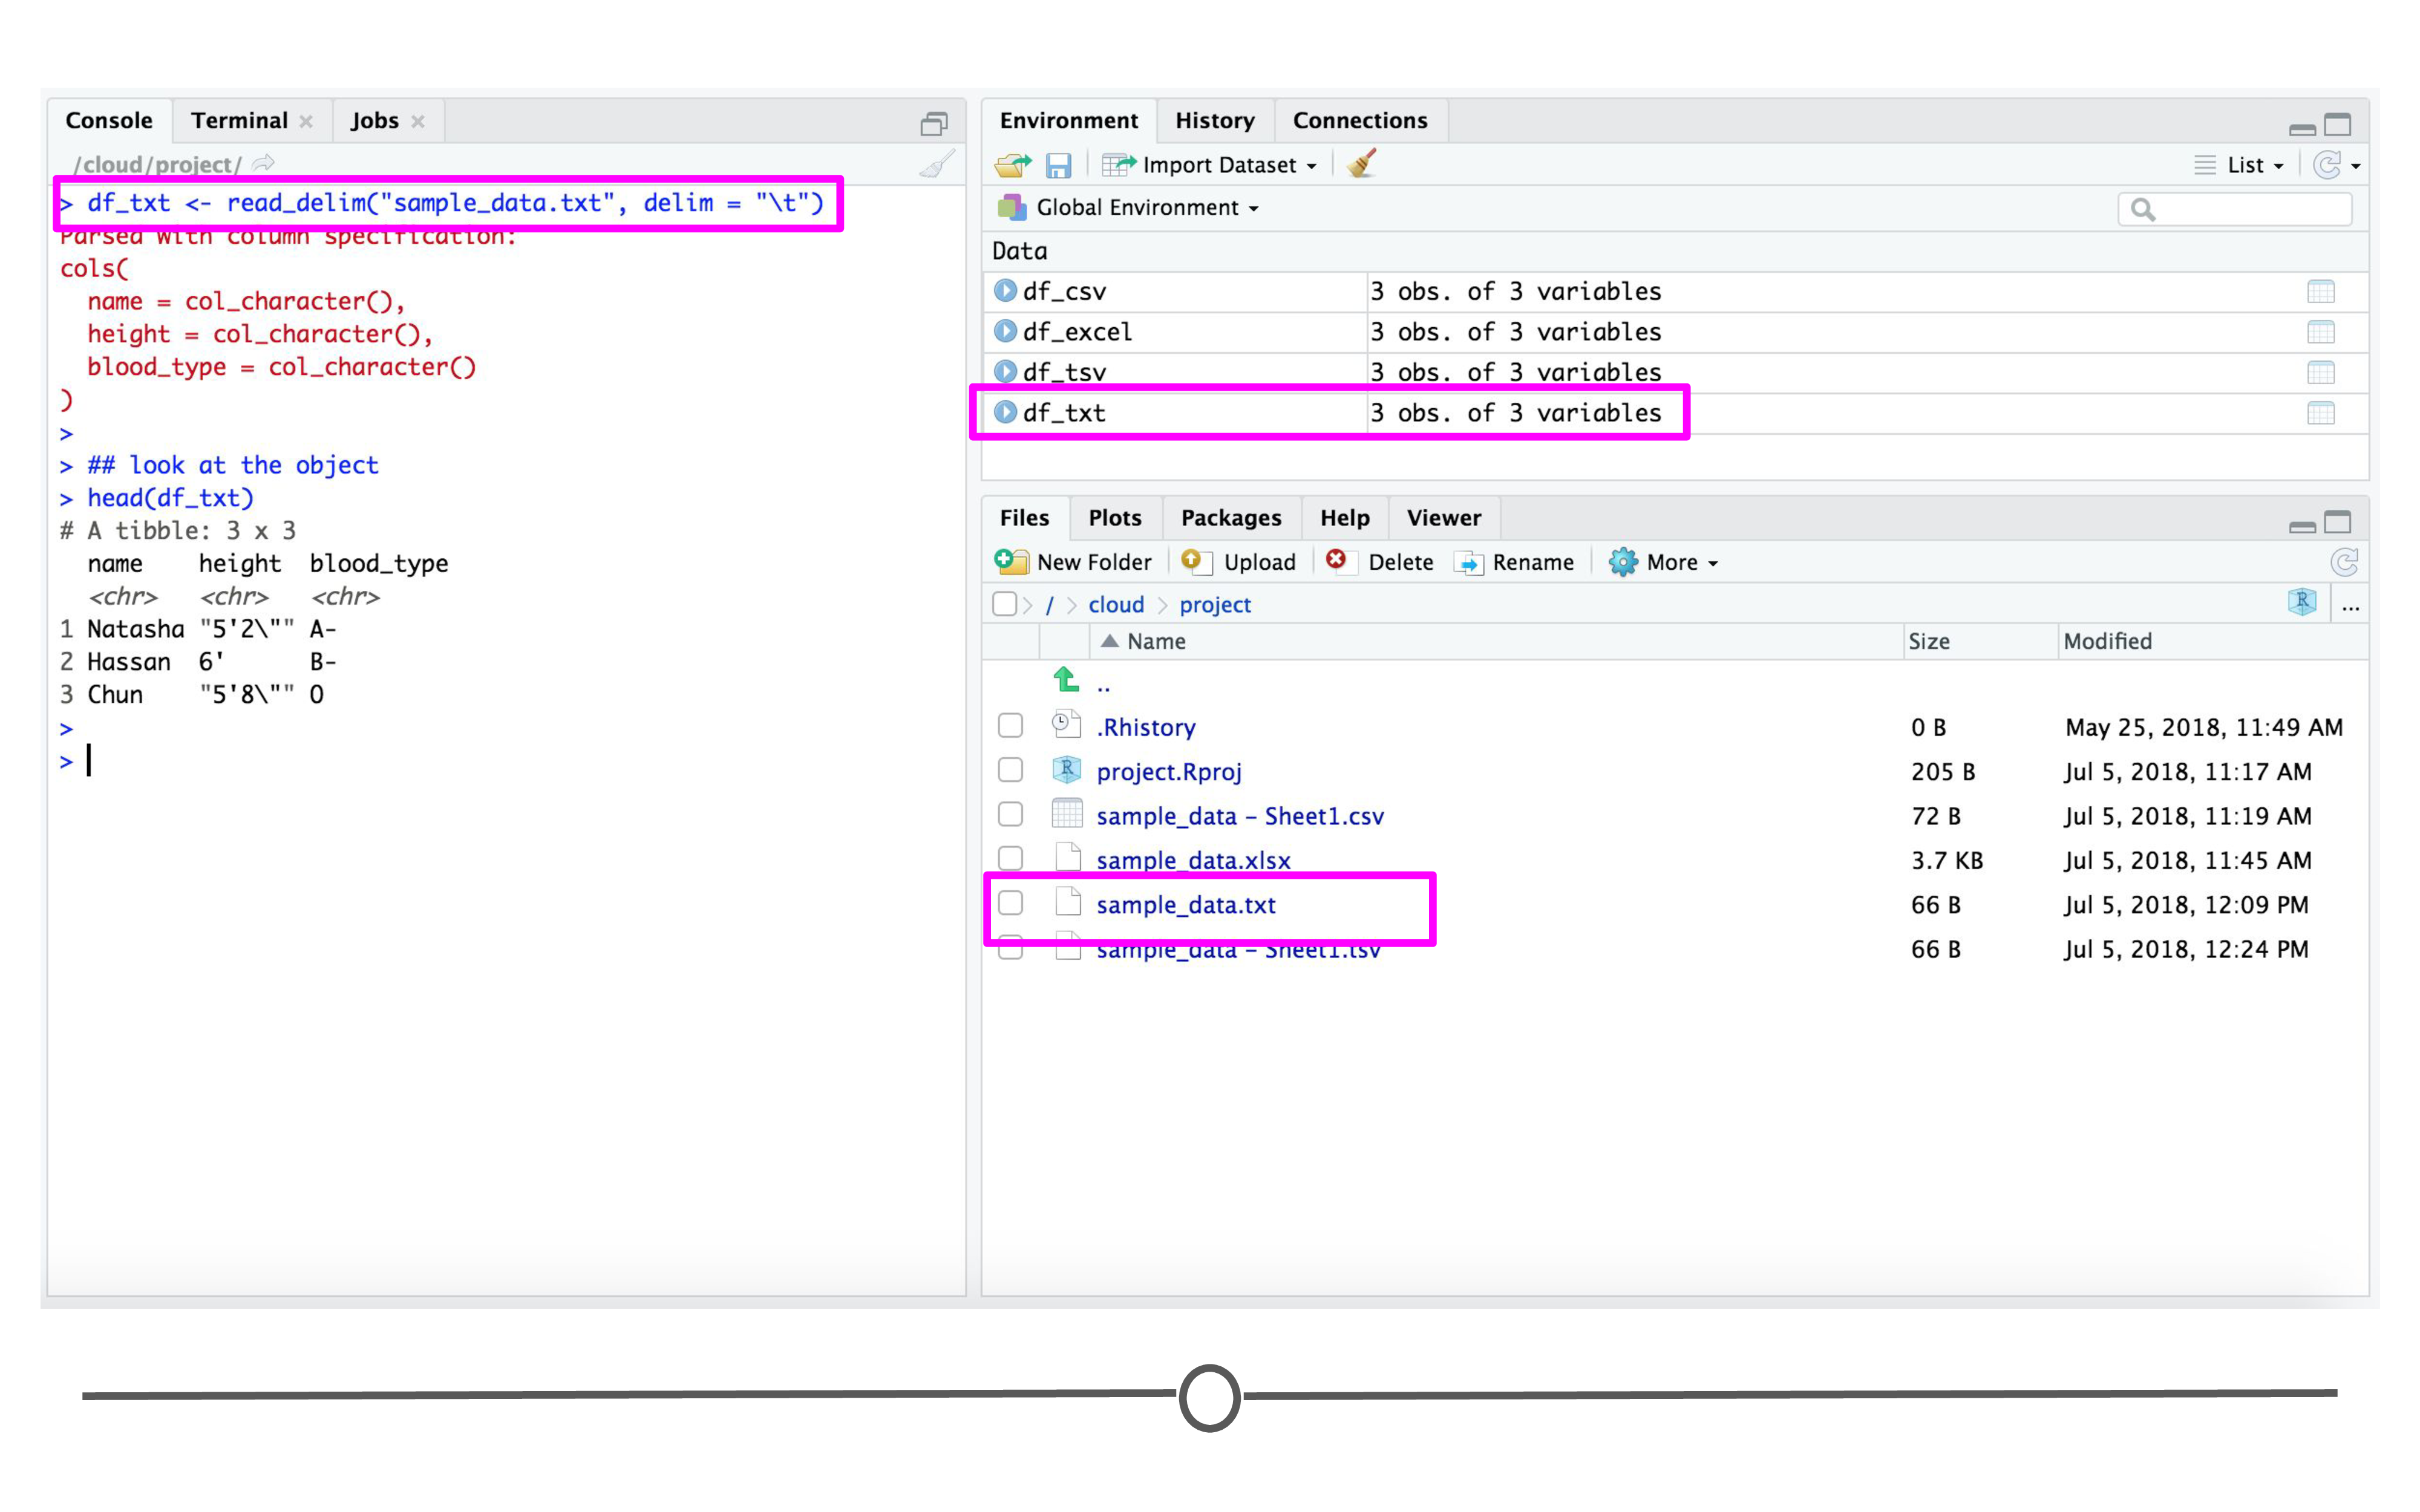 Console Terminal Jobs
/cloud/project/
> df_txt <- read_delim("sample_data.txt", delim = "\t")
Parsed with column specification:
cols(
name = col_character(),
height = col_character(),
blood_type = col_character()
)
>
> ## look at the object
> head(df_txt)
# A tibble: 3 x 3
name height blood_type
<chr> <chr> <chr>
1 Natasha "5'2\"" A-
2 Hassan 6' B-
3 Chun "5'8\"" O
>
>
Environment History Connections
Import Dataset List
Global Environment
Data
df_csv 3 obs. of 3 variables
df_excel 3 obs. of 3 variables
df_tsv 3 obs. of 3 variables
df_txt 3 obs. of 3 variables
Files Plots Packages Help Viewer
New Folder Upload Delete Rename More
/ cloud project R ...
Name Size Modified
..
.Rhistory 0 B May 25, 2018, 11:49 AM
project.Rproj 205 B Jul 5, 2018, 11:17 AM
sample_data – Sheet1.csv 72 B Jul 5, 2018, 11:19 AM
sample_data.xlsx 3.7 KB Jul 5, 2018, 11:45 AM
sample_data.txt 66 B Jul 5, 2018, 12:09 PM
sample_data – Sheet1.tsv 66 B Jul 5, 2018, 12:24 PM